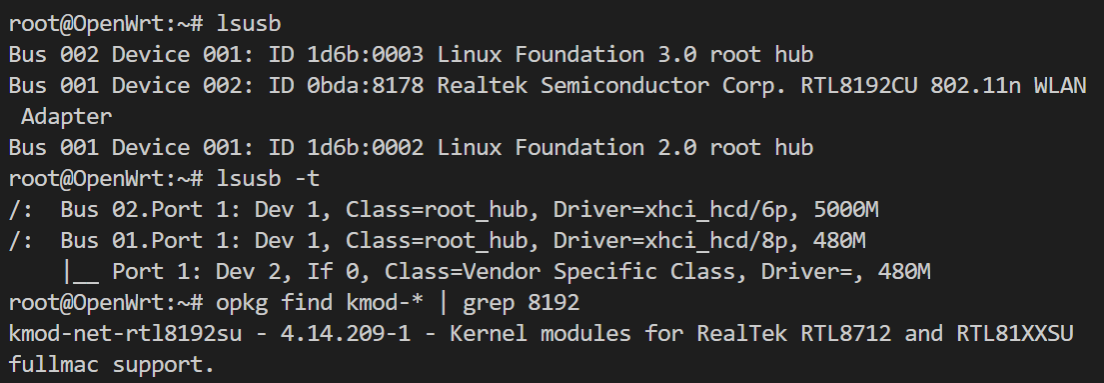 root@OpenWrt:~# lsusb
Bus 002 Device 001: ID 1d6b:0003 Linux Foundation 3.0 root hub
Bus 001 Device 002: ID 0bda:8178 Realtek Semiconductor Corp. RTL8192CU 802.11n WLAN
 Adapter
Bus 001 Device 001: ID 1d6b:0002 Linux Foundation 2.0 root hub
root@OpenWrt:~# lsusb -t
/:  Bus 02.Port 1: Dev 1, Class=root_hub, Driver=xhci_hcd/6p, 5000M
/:  Bus 01.Port 1: Dev 1, Class=root_hub, Driver=xhci_hcd/8p, 480M
    |__ Port 1: Dev 2, If 0, Class=Vendor Specific Class, Driver=, 480M
root@OpenWrt:~# opkg find kmod-* | grep 8192
kmod-net-rtl8192su - 4.14.209-1 - Kernel modules for RealTek RTL8712 and RTL81XXSU
fullmac support.